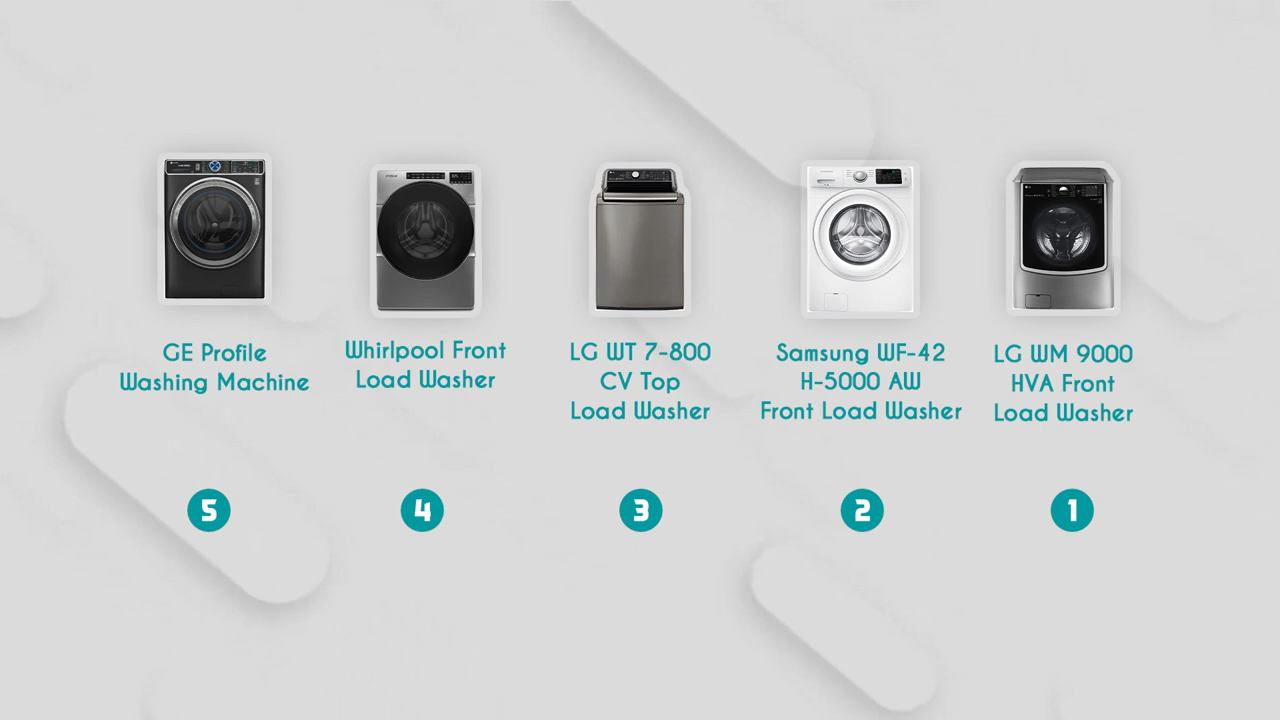 GE Profile
Washing Machine
Whirlpool Front
Load Washer
LG WT 7-800
CV Top
Load Washer
Samsung WF-42
H-5000 AW
Front Load Washer
LG WM 9000
HVA Front
Load Washer
5
4
3
2
1